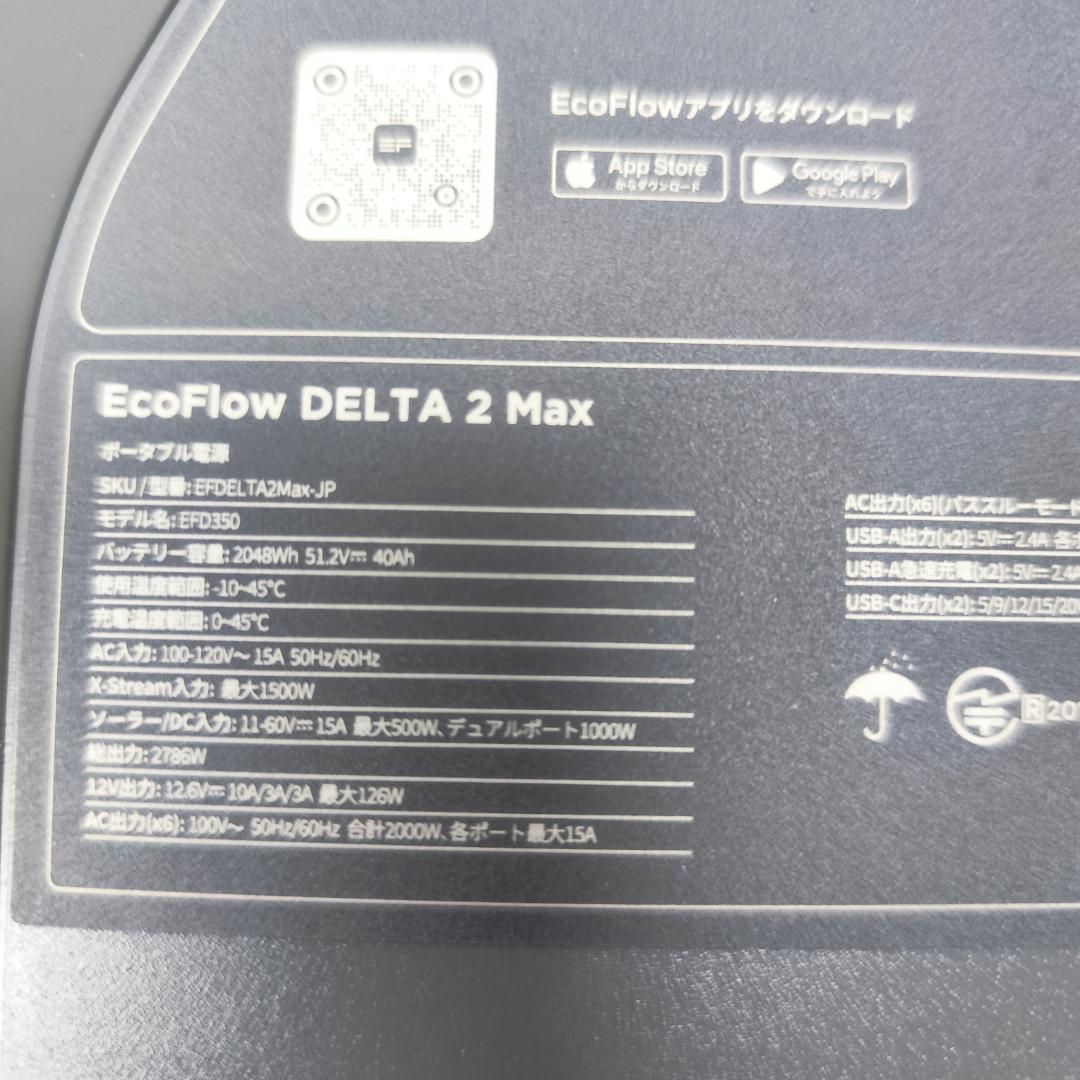 EF
EcoFlowアプリをダウンロード
App Store
からダウンロード
Google Play
で手に入れよう
EcoFlow DELTA 2 Max
ポータブル電源
SKU/型番: EFDELTA2Max-JP
モデル名: EFD350
バッテリー容量: 2048Wh 51.2V⎓ 40Ah
使用温度範囲: -10~45°C
充電温度範囲: 0~45°C
AC入力: 100-120V～ 15A 50Hz/60Hz
X-Stream入力: 最大1500W
ソーラー/DC入力: 11-60V⎓ 15A 最大500W、デュアルポート1000W
総出力: 2786W
12V出力: 12.6V⎓ 10A/3A/3A 最大126W
AC出力(x6): 100V～ 50Hz/60Hz 合計2000W、各ポート最大15A
AC出力(x6)(パススルーモード
USB-A出力(x2): 5V⎓ 2.4A 各
USB-A急速充電(x2): 5V⎓ 2.4A
USB-C出力(x2): 5/9/12/15/20V
R 201